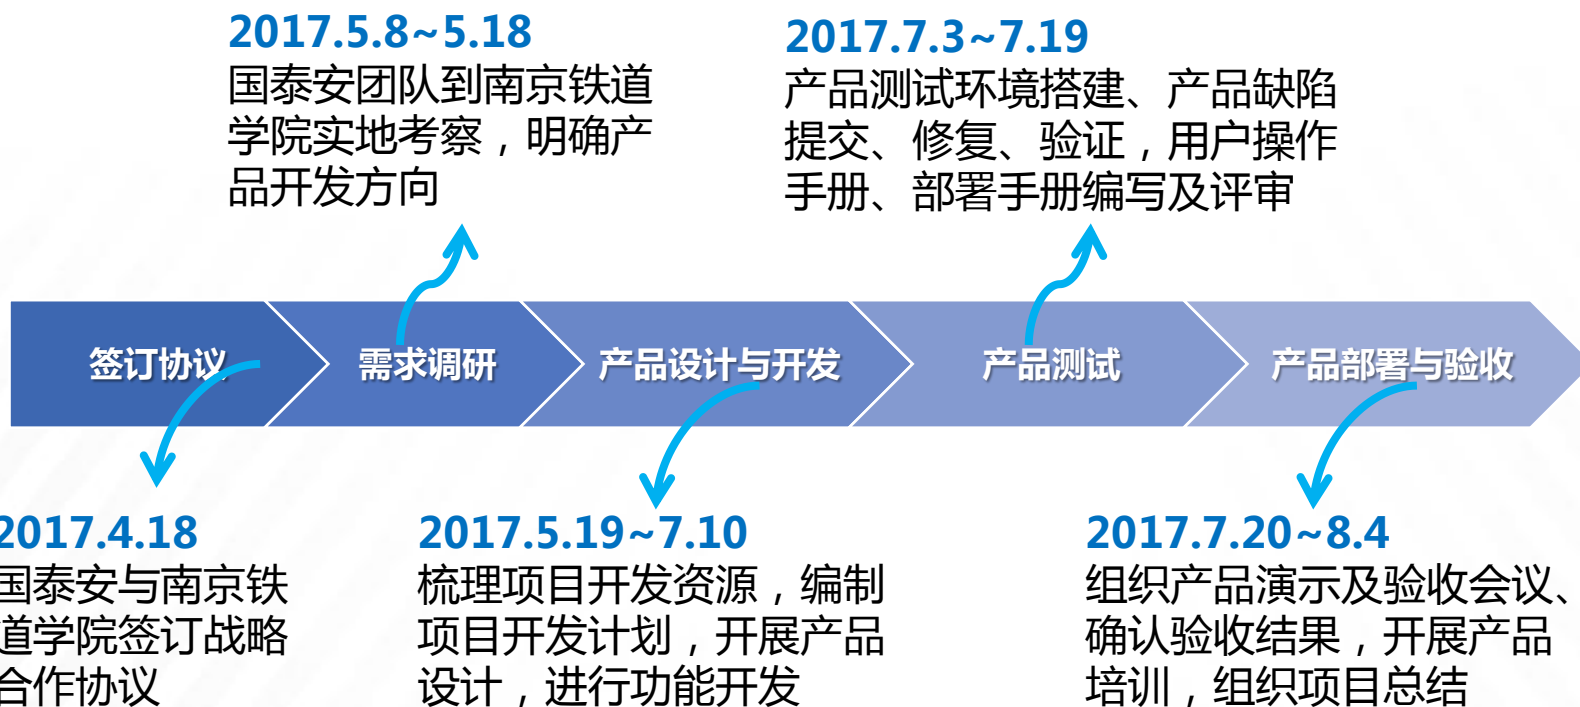 2017.5.8~5.18
国泰安团队到南京铁道
学院实地考察，明确产
品开发方向
2017.7.3~7.19
产品测试环境搭建、产品缺陷
提交、修复、验证，用户操作
手册、部署手册编写及评审
签订协议
需求调研
产品设计与开发
产品测试
产品部署与验收
2017.4.18
国泰安与南京铁
道学院签订战略
合作协议
2017.5.19~7.10
梳理项目开发资源，编制
项目开发计划，开展产品
设计，进行功能开发
2017.7.20~8.4
组织产品演示及验收会议、
确认验收结果，开展产品
培训，组织项目总结